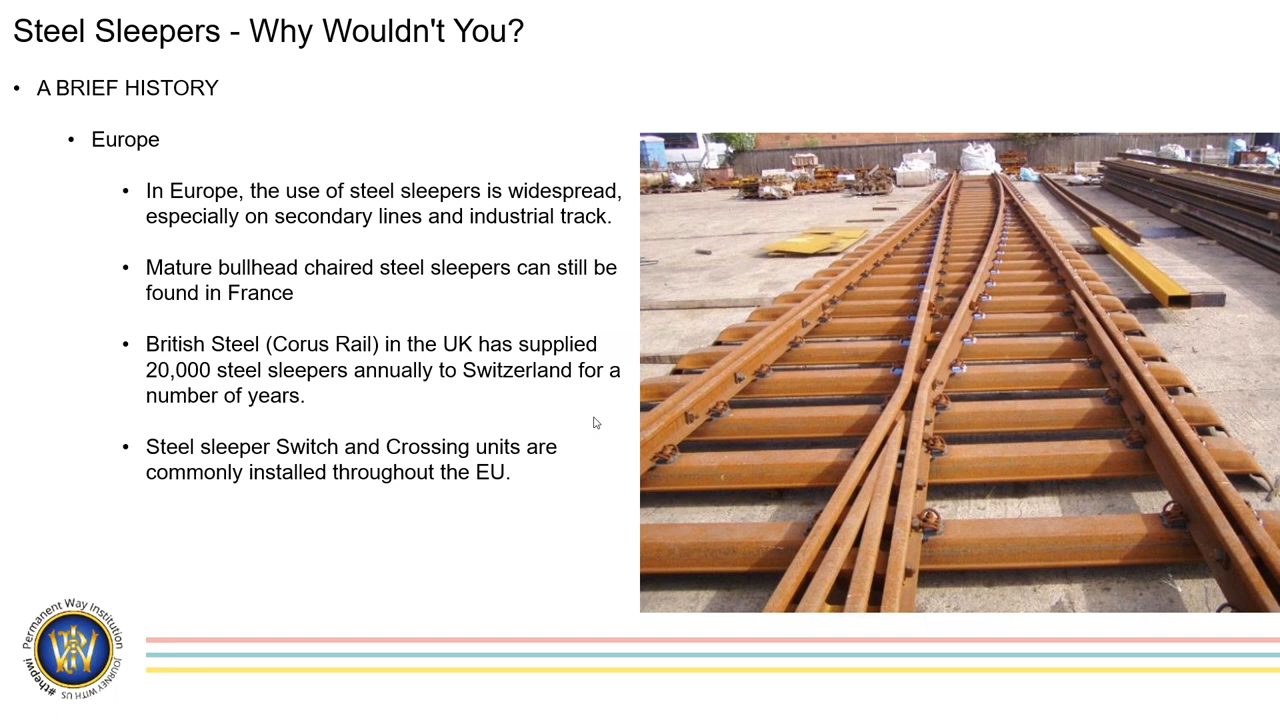 Steel Sleepers - Why Wouldn't You?
• A BRIEF HISTORY
• Europe
• In Europe, the use of steel sleepers is widespread,
especially on secondary lines and industrial track.
• Mature bullhead chaired steel sleepers can still be
found in France
• British Steel (Corus Rail) in the UK has supplied
20,000 steel sleepers annually to Switzerland for a
number of years.
• Steel sleeper Switch and Crossing units are
commonly installed throughout the EU.
Permanent Way Institution
#thepwi JOURNEY WITH US
PWI